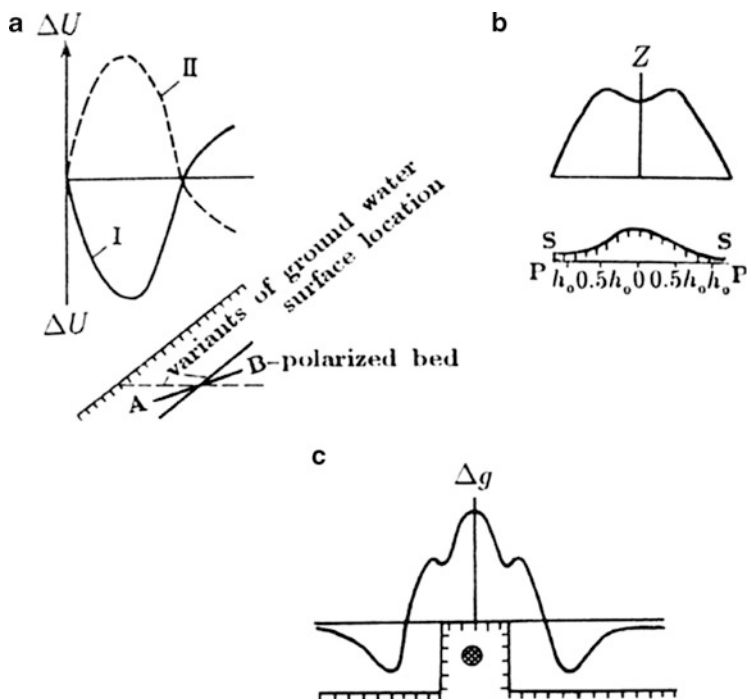 a
ΔU
II
I
ΔU
variants of ground water
surface location
B-polarized bed
A
b
Z
S S
P h₀ 0.5h₀ 0 0.5h₀ h₀ P
c
Δg